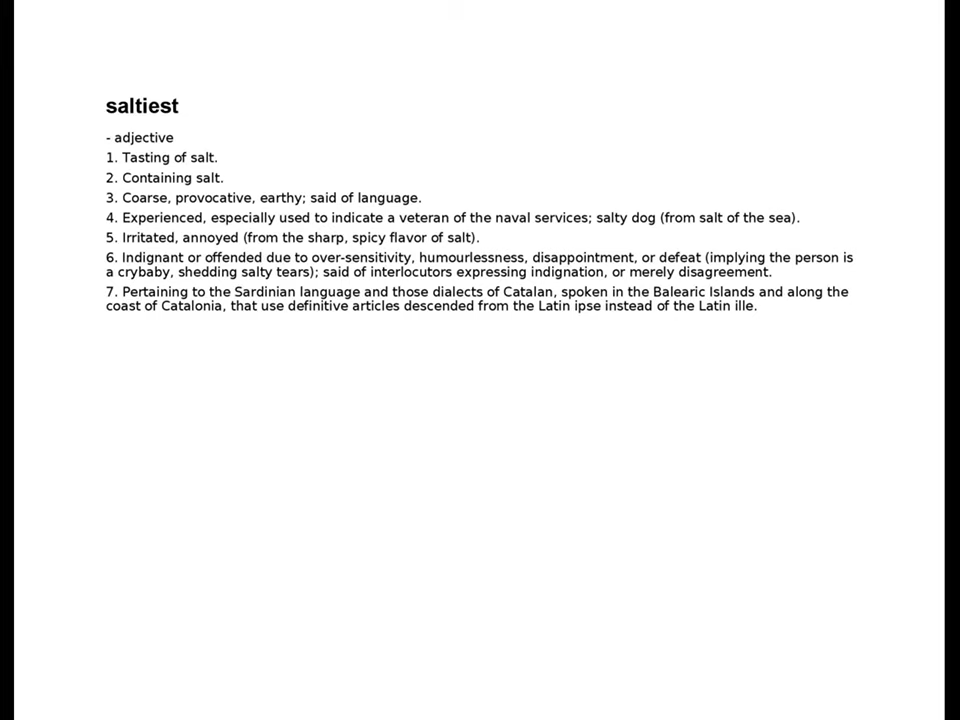 saltiest
- adjective
1. Tasting of salt.
2. Containing salt.
3. Coarse, provocative, earthy; said of language.
4. Experienced, especially used to indicate a veteran of the naval services; salty dog (from salt of the sea).
5. Irritated, annoyed (from the sharp, spicy flavor of salt).
6. Indignant or offended due to over-sensitivity, humourlessness, disappointment, or defeat (implying the person is
a crybaby, shedding salty tears); said of interlocutors expressing indignation, or merely disagreement.
7. Pertaining to the Sardinian language and those dialects of Catalan, spoken in the Balearic Islands and along the
coast of Catalonia, that use definitive articles descended from the Latin ipse instead of the Latin ille.